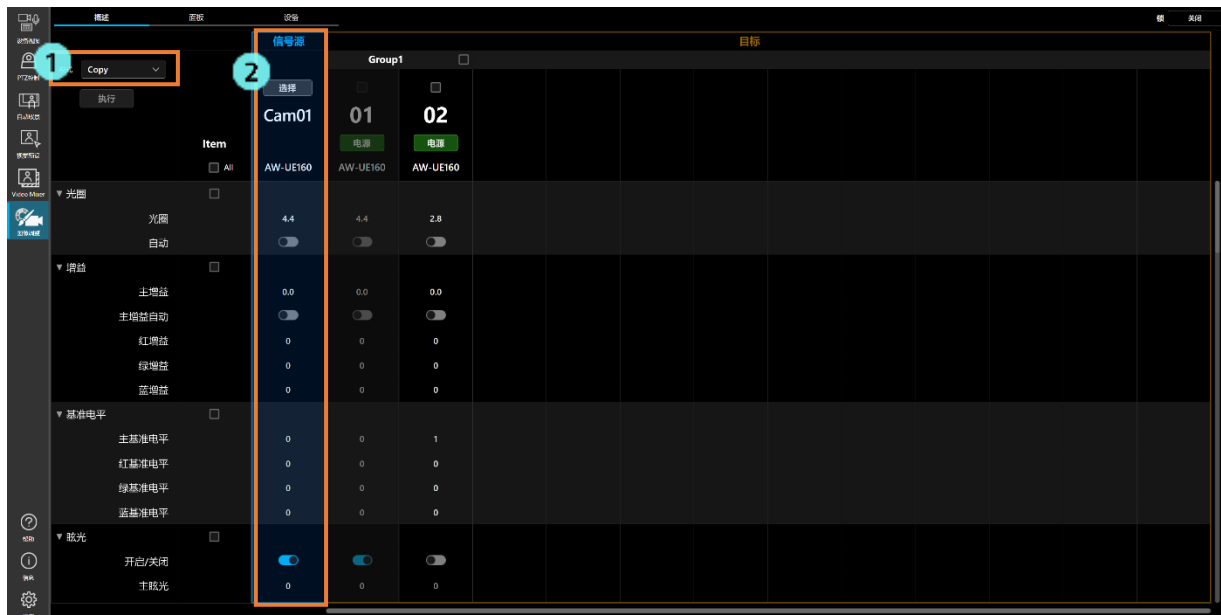 概述 面板 设备 锁 关闭
信号源 目标
1 Copy 2 Group1
执行 选择
Cam01 01 02
Item 电源 电源
All AW-UE160 AW-UE160 AW-UE160
Video Mixer
▼ 光圈
光圈 4.4 4.4 2.8
自动
▼ 增益
主增益 0.0 0.0 0.0
主增益自动
红增益 0 0 0
绿增益 0 0 0
蓝增益 0 0 0
▼ 基准电平
主基准电平 0 0 1
红基准电平 0 0 0
绿基准电平 0 0 0
蓝基准电平 0 0 0
▼ 眩光
开启/关闭
主眩光 0 0 0